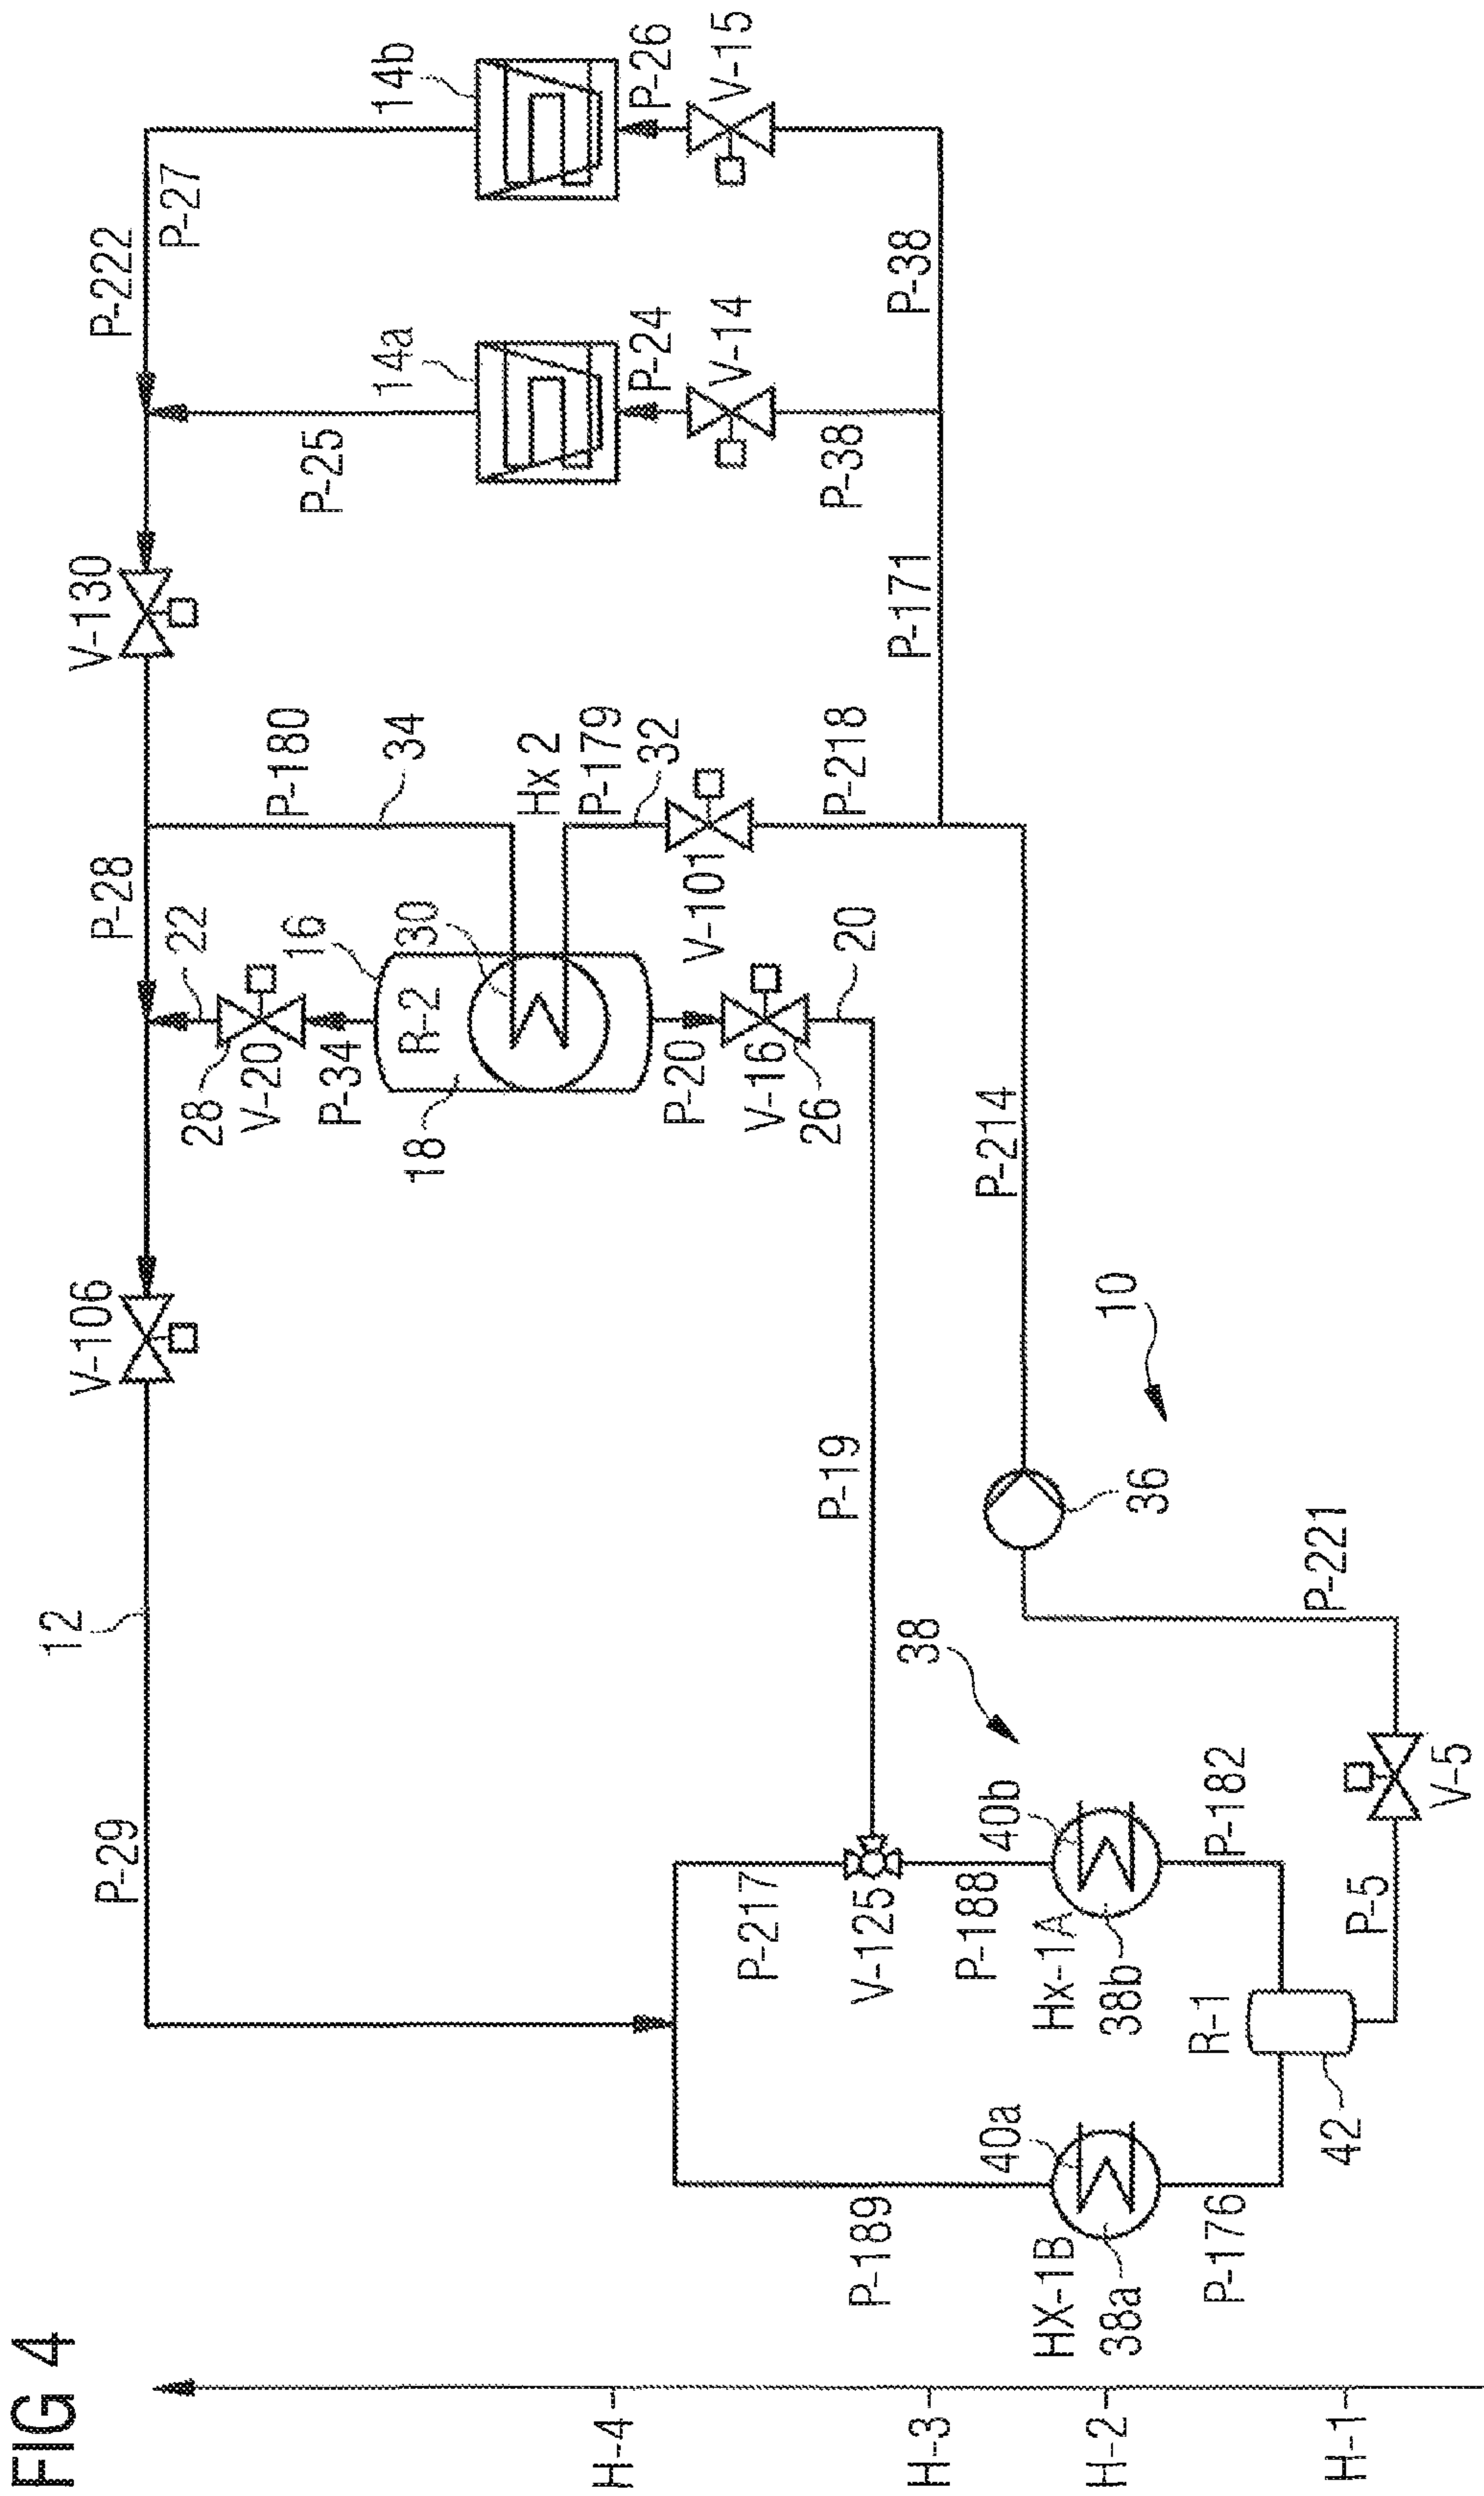 FIG 4
12
P-29
V-106
P-28
V-130
P-222
P-27
22
28
V-20
P-34
16
R-2
30
18
P-180
34
Hx 2
P-179
32
P-25
14a
14b
P-24
V-14
P-26
V-15
P-20
V-16
26
20
V-101
P-218
P-38
P-38
P-171
P-19
P-214
10
36
38
P-221
P-217
V-125
P-188
P-189
40b
Hx-1A
38b
40a
HX-1B
38a
P-182
P-176
R-1
42
P-5
V-5
H-4
H-3
H-2
H-1